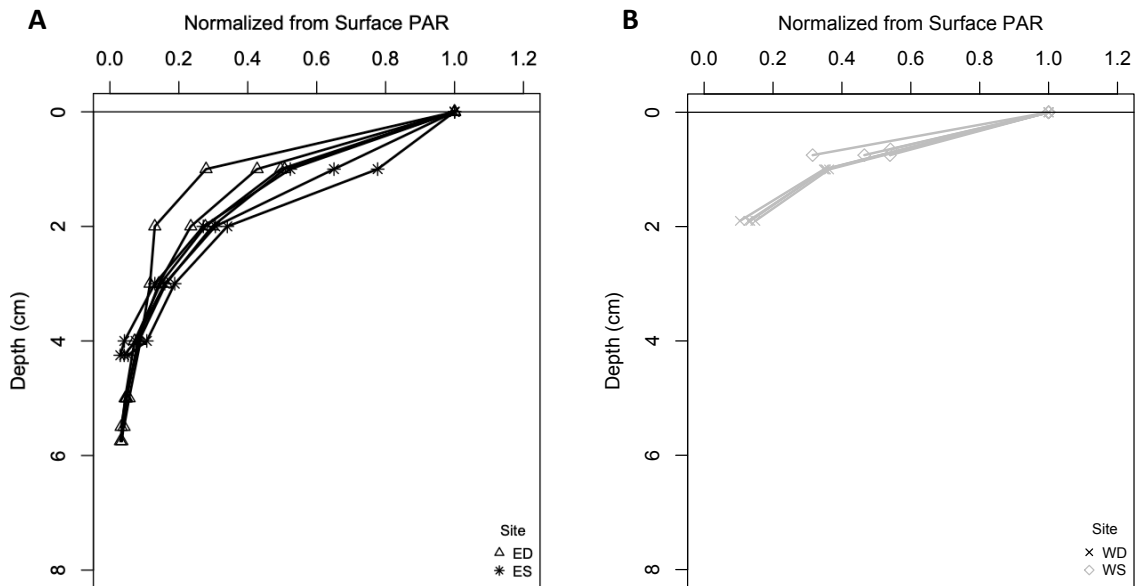 A
Normalized from Surface PAR
0.0 0.2 0.4 0.6 0.8 1.0 1.2
0
2
4
6
8
Depth (cm)
Site
ED
ES
B
Normalized from Surface PAR
0.0 0.2 0.4 0.6 0.8 1.0 1.2
0
2
4
6
8
Depth (cm)
Site
WD
WS